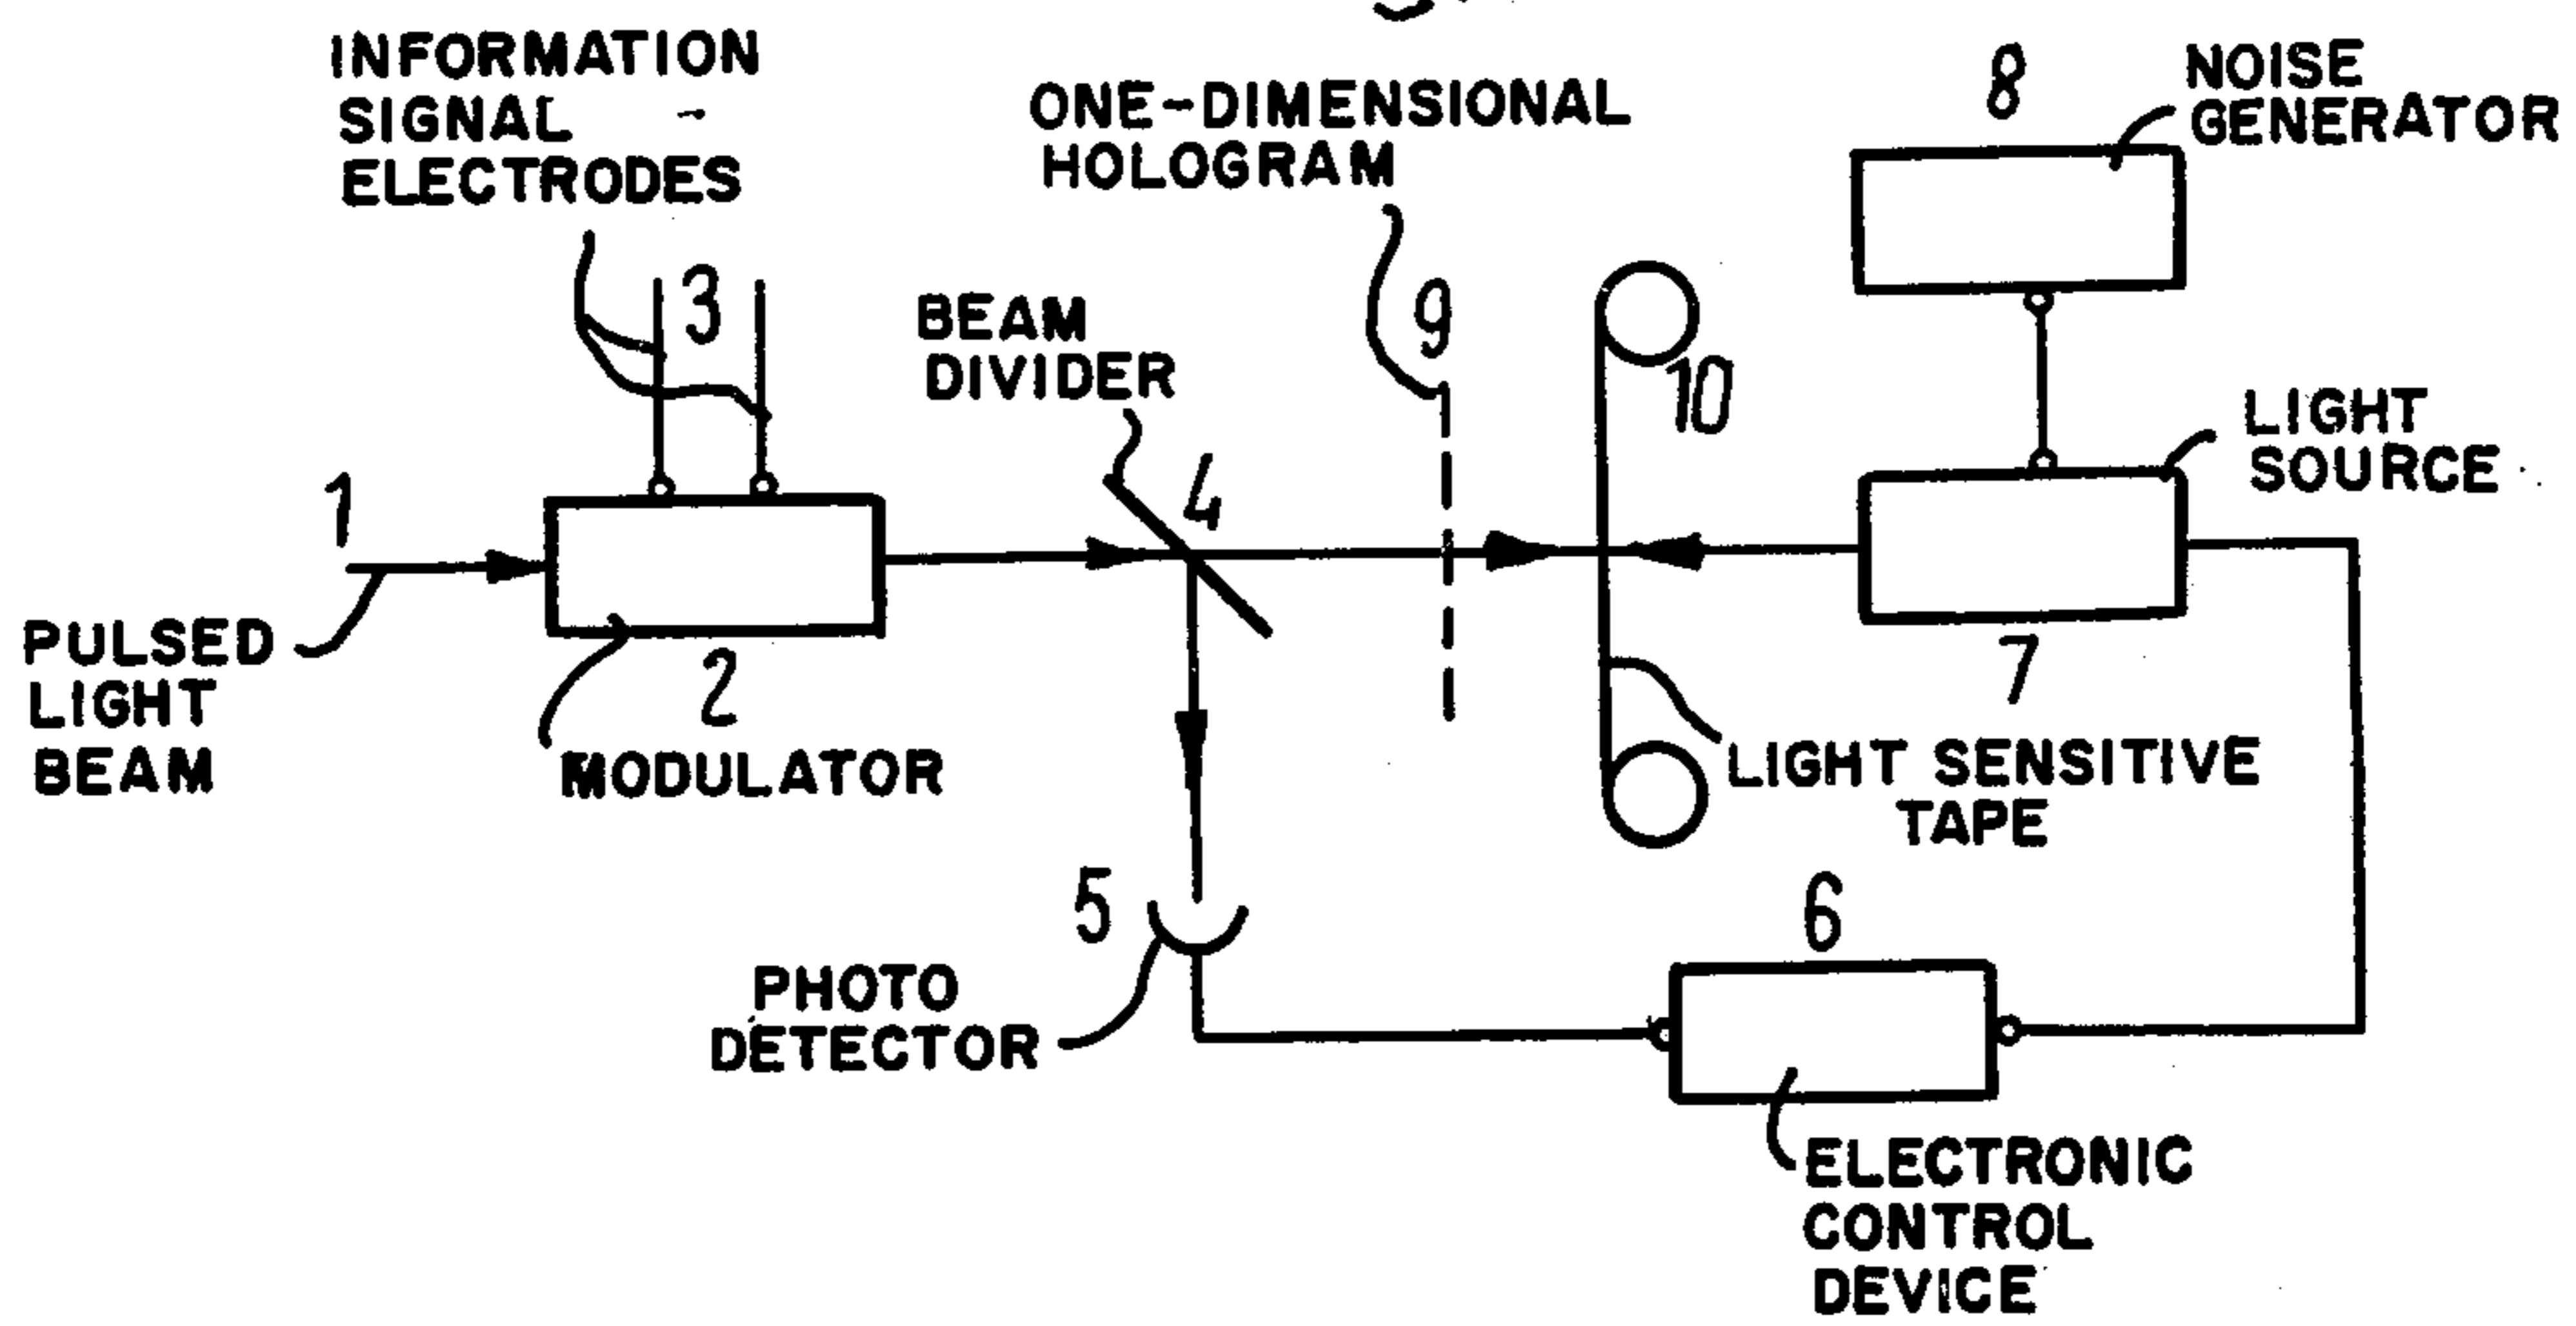 INFORMATION
SIGNAL
ELECTRODES
ONE-DIMENSIONAL
HOLOGRAM
8
NOISE
GENERATOR
3
BEAM
DIVIDER
9
10
LIGHT
SOURCE
1
4
PULSED
LIGHT
BEAM
2
MODULATOR
7
LIGHT SENSITIVE
TAPE
5
PHOTO
DETECTOR
6
ELECTRONIC
CONTROL
DEVICE